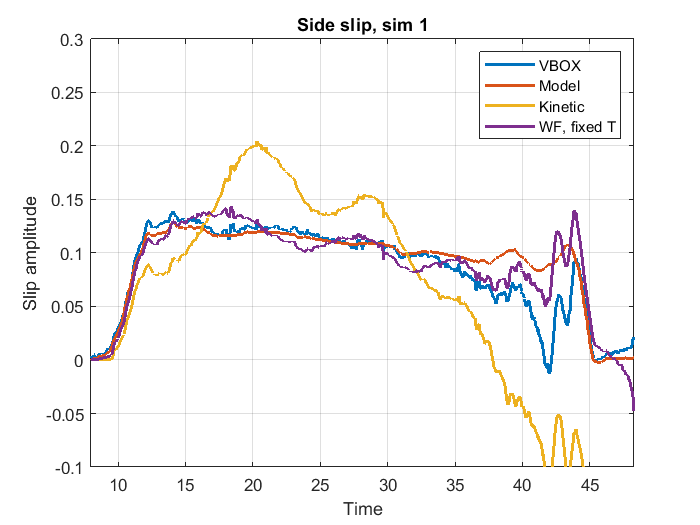 Side slip, sim 1
0.3
0.25
0.2
0.15
0.1
0.05
0
-0.05
-0.1
Slip amplitude
VBOX
Model
Kinetic
WF, fixed T
10 15 20 25 30 35 40 45
Time